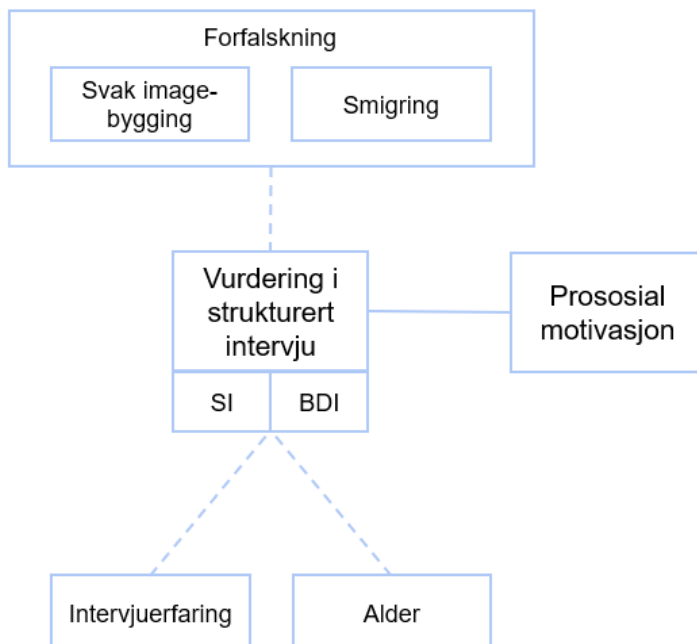 Forfalskning
Svak image-
bygging
Smigring
Vurdering i
strukturert
intervju
SI
BDI
Prososial
motivasjon
Intervjuerfaring
Alder